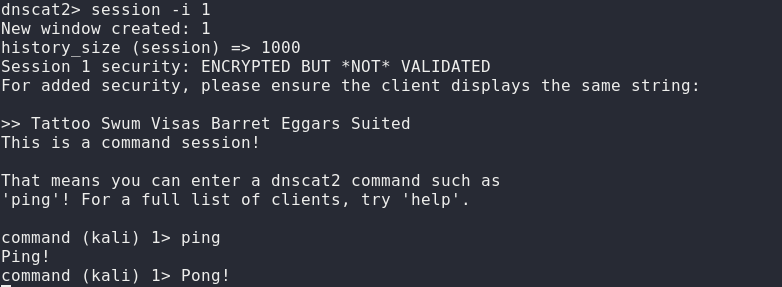 dnscat2> session -i 1
New window created: 1
history_size (session) => 1000
Session 1 security: ENCRYPTED BUT *NOT* VALIDATED
For added security, please ensure the client displays the same string:

>> Tattoo Swum Visas Barret Eggars Suited
This is a command session!

That means you can enter a dnscat2 command such as
'ping'! For a full list of clients, try 'help'.

command (kali) 1> ping
Ping!
command (kali) 1> Pong!